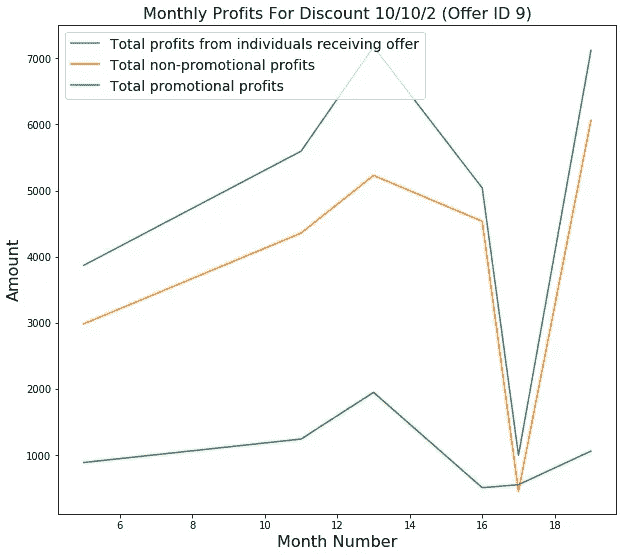 Monthly Profits For Discount 10/10/2 (Offer ID 9)
Total profits from individuals receiving offer
Total non-promotional profits
Total promotional profits
7000
6000
5000
4000
3000
2000
1000
Amount
6 8 10 12 14 16 18
Month Number